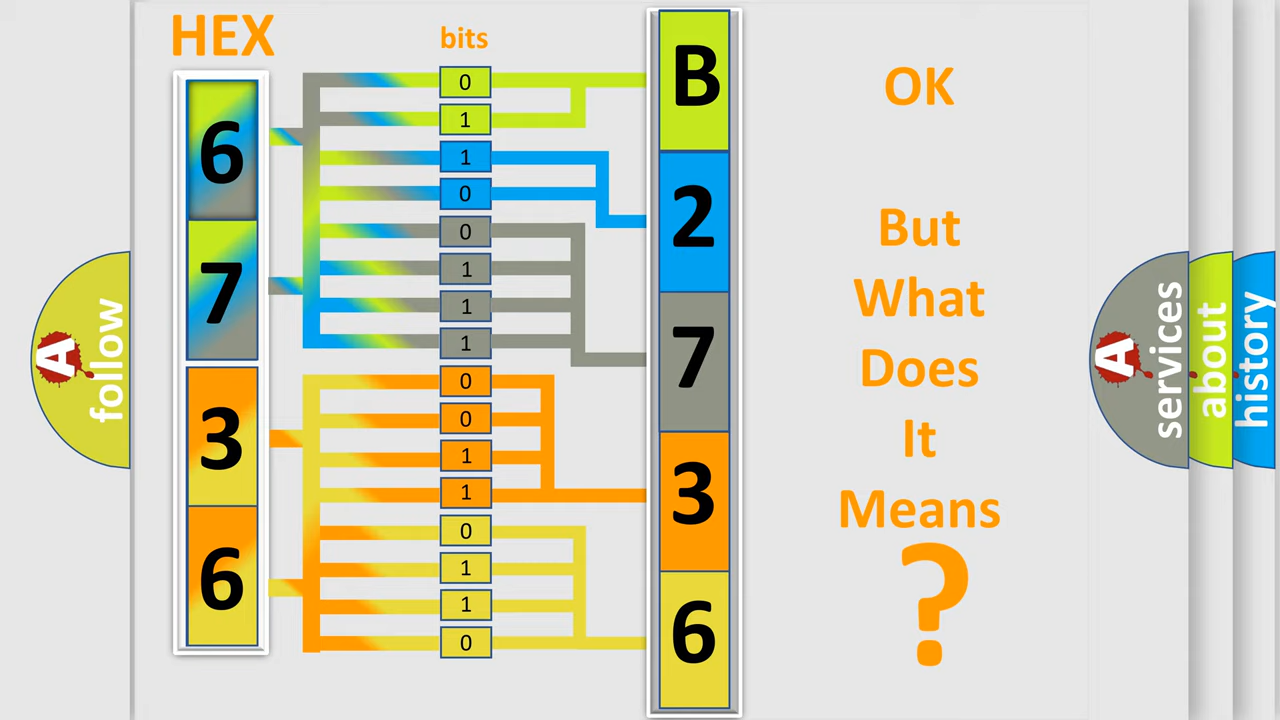 HEX
bits
6
7
3
6
0
1
1
0
0
1
1
1
0
0
1
1
0
1
1
0
B
2
7
3
6
OK
But
What
Does
It
Means
?
A
follow
A
services
about
history